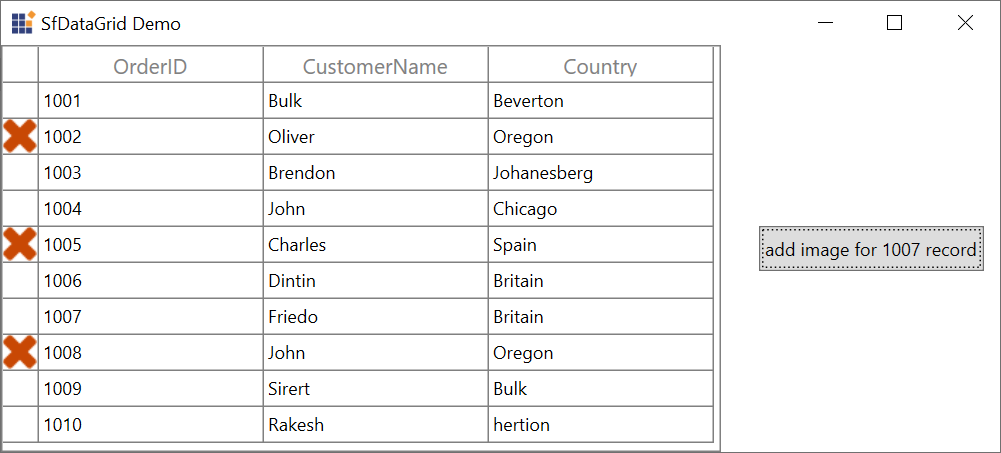 SfDataGrid Demo
OrderID CustomerName Country
1001 Bulk Beverton
1002 Oliver Oregon
1003 Brendon Johanesberg
1004 John Chicago
1005 Charles Spain
add image for 1007 record
1006 Dintin Britain
1007 Friedo Britain
1008 John Oregon
1009 Sirert Bulk
1010 Rakesh hertion